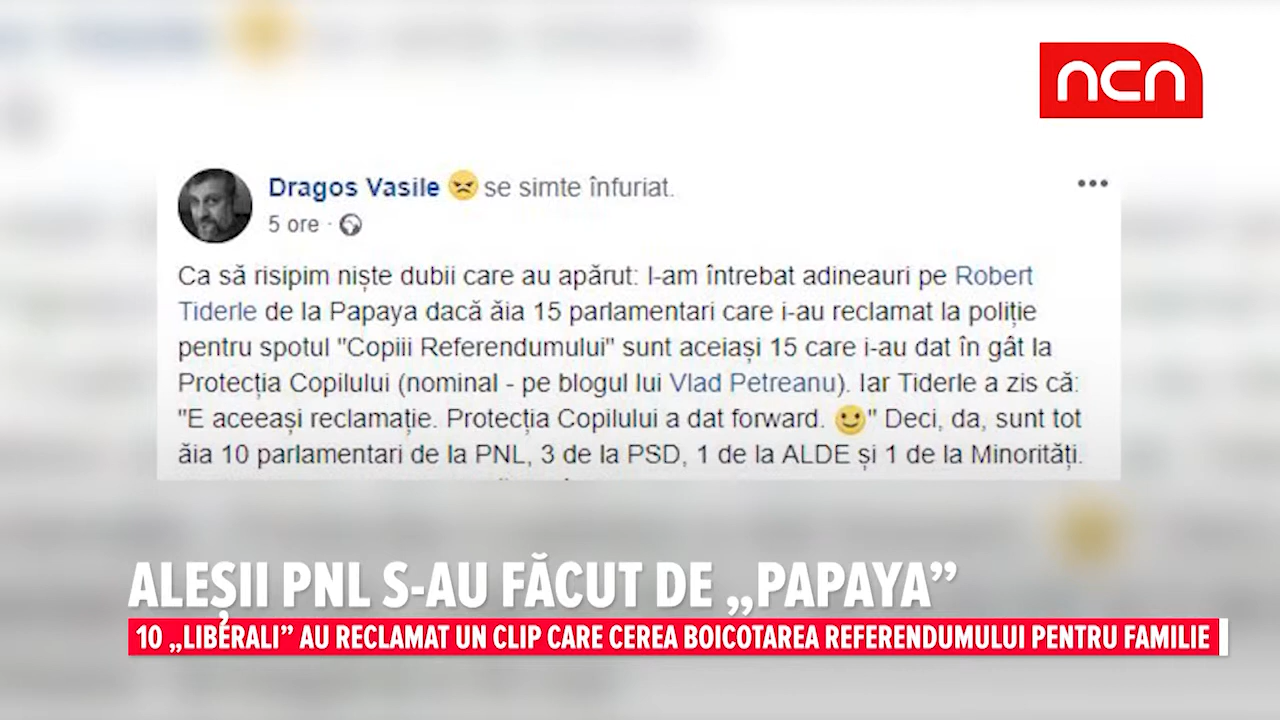 ncn
Dragos Vasile 😠 se simte înfuriat.
5 ore ·
Ca să risipim niște dubii care au apărut: l-am întrebat adineauri pe Robert
Tiderle de la Papaya dacă ăia 15 parlamentari care i-au reclamat la poliție
pentru spotul "Copiii Referendumului" sunt aceiași 15 care i-au dat în gât la
Protecția Copilului (nominal - pe blogul lui Vlad Petreanu). Iar Tiderle a zis că:
"E aceeași reclamație. Protecția Copilului a dat forward. 🙂" Deci, da, sunt tot
ăia 10 parlamentari de la PNL, 3 de la PSD, 1 de la ALDE și 1 de la Minorități.
ALEȘII PNL S-AU FĂCUT DE „PAPAYA”
10 „LIBERALI” AU RECLAMAT UN CLIP CARE CEREA BOICOTAREA REFERENDUMULUI PENTRU FAMILIE